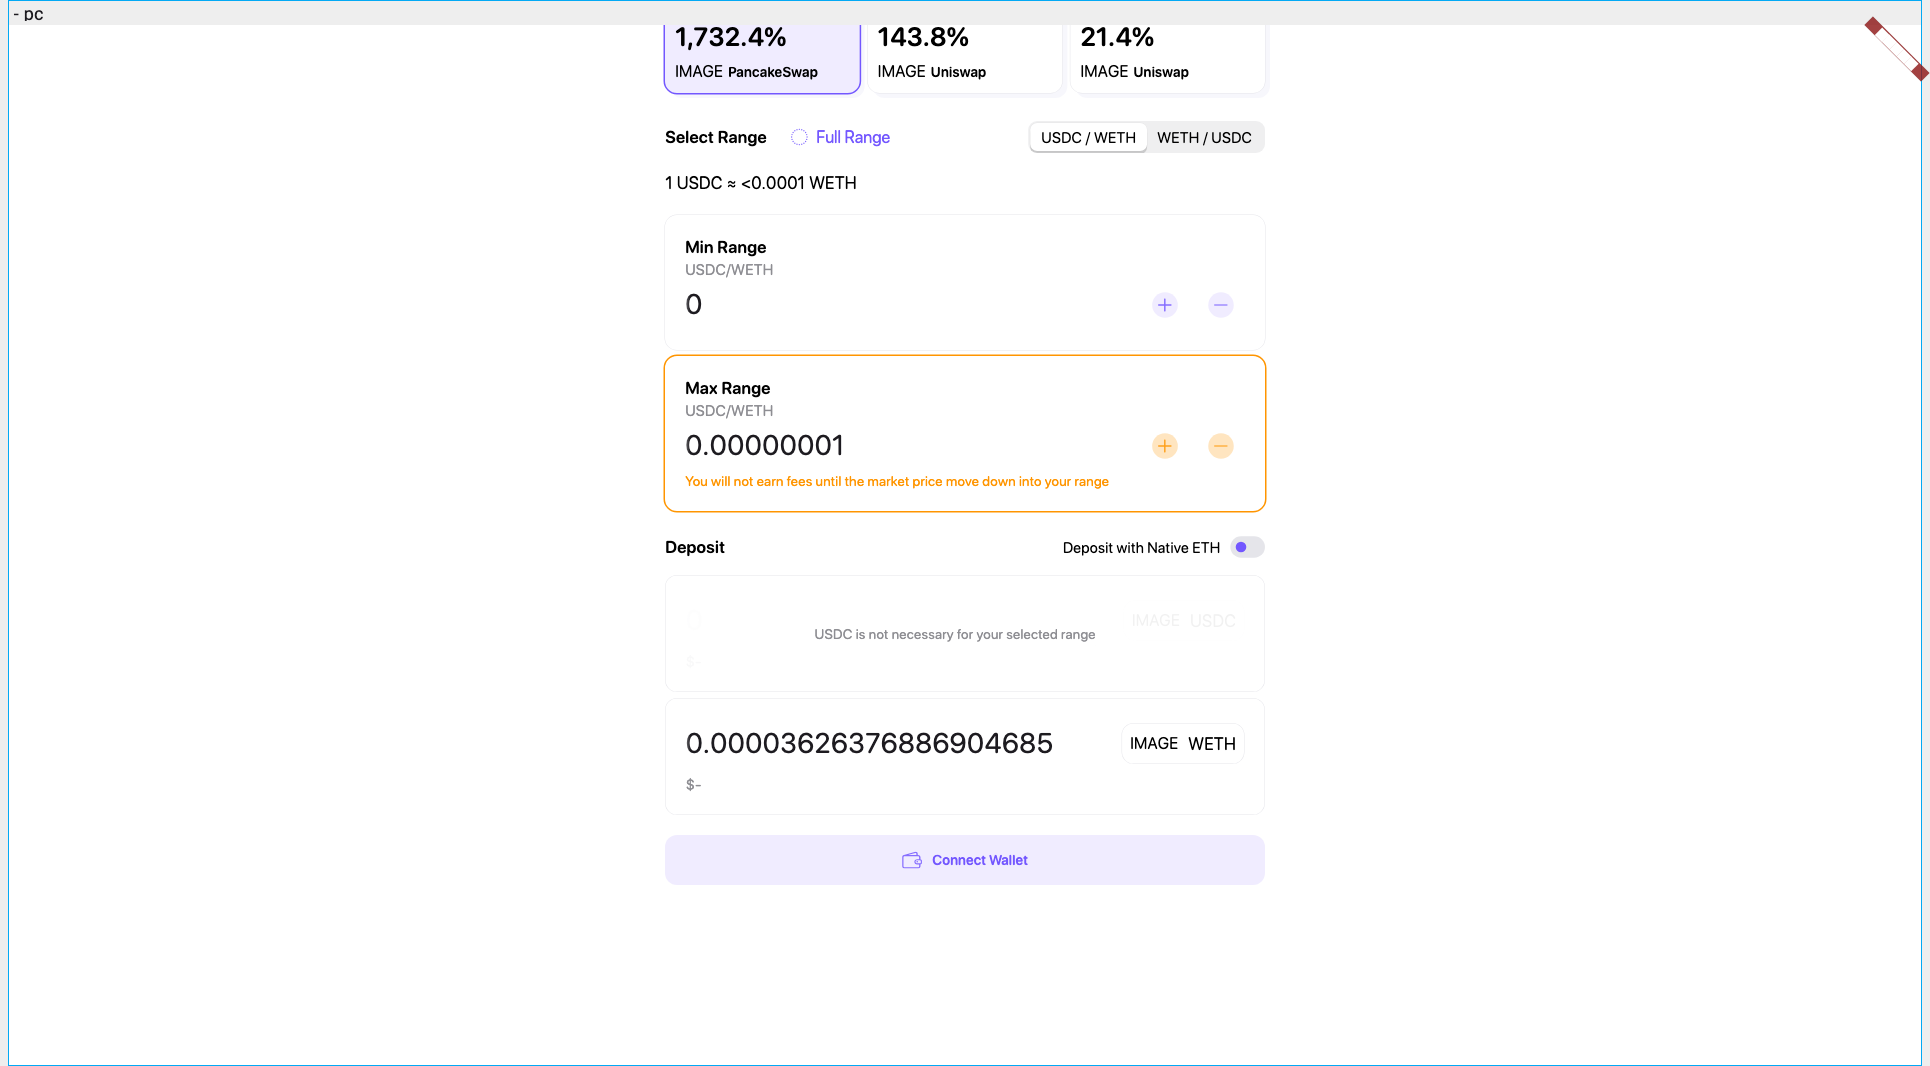 - pc
1,732.4% 143.8% 21.4%
IMAGE PancakeSwap IMAGE Uniswap IMAGE Uniswap
Select Range Full Range USDC / WETH WETH / USDC
1 USDC ≈ <0.0001 WETH
Min Range
USDC/WETH
0
Max Range
USDC/WETH
0.00000001
You will not earn fees until the market price move down into your range
Deposit Deposit with Native ETH
0 IMAGE USDC
USDC is not necessary for your selected range
$-
0.00003626376886904685 IMAGE WETH
$-
Connect Wallet